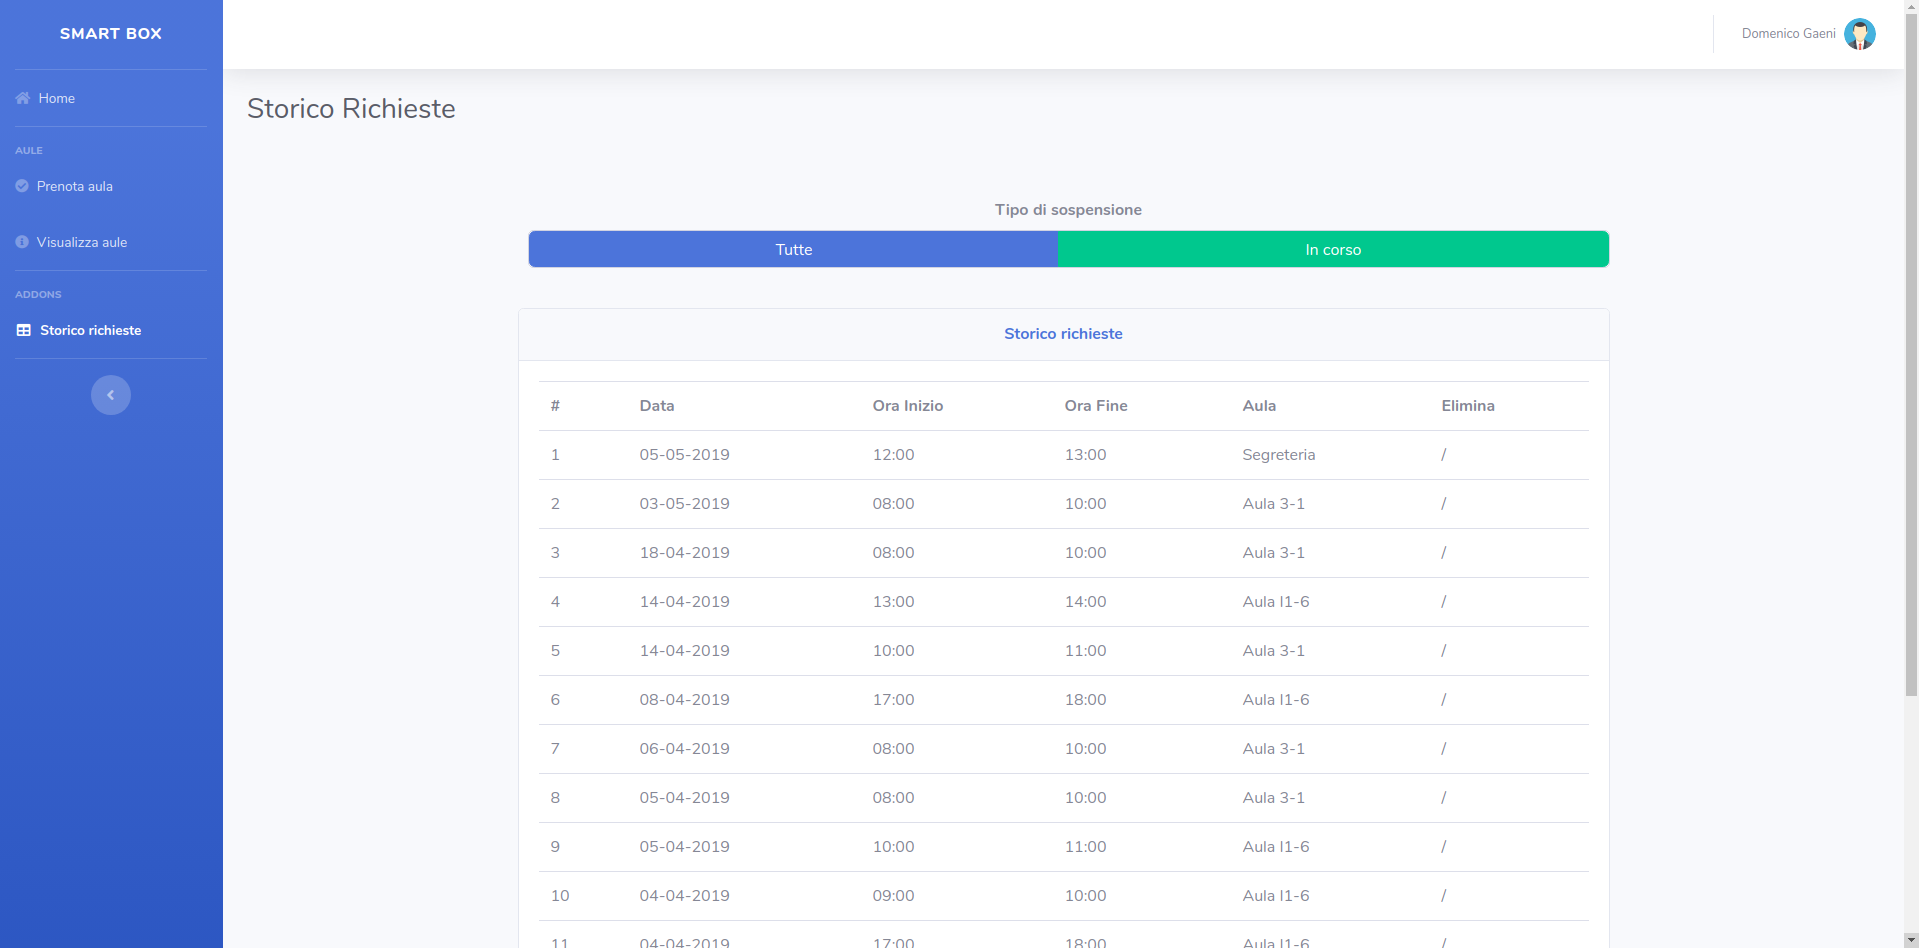 SMART BOX
Domenico Gaeni
Home
AULE
Prenota aula
Visualizza aule
ADDONS
Storico richieste
Storico Richieste
Tipo di sospensione
Tutte In corso
Storico richieste
# Data Ora Inizio Ora Fine Aula Elimina
1 05-05-2019 12:00 13:00 Segreteria /
2 03-05-2019 08:00 10:00 Aula 3-1 /
3 18-04-2019 08:00 10:00 Aula 3-1 /
4 14-04-2019 13:00 14:00 Aula I1-6 /
5 14-04-2019 10:00 11:00 Aula 3-1 /
6 08-04-2019 17:00 18:00 Aula I1-6 /
7 06-04-2019 08:00 10:00 Aula 3-1 /
8 05-04-2019 08:00 10:00 Aula 3-1 /
9 05-04-2019 10:00 11:00 Aula I1-6 /
10 04-04-2019 09:00 10:00 Aula I1-6 /
11 04-04-2019 17:00 18:00 Aula I1-6 /